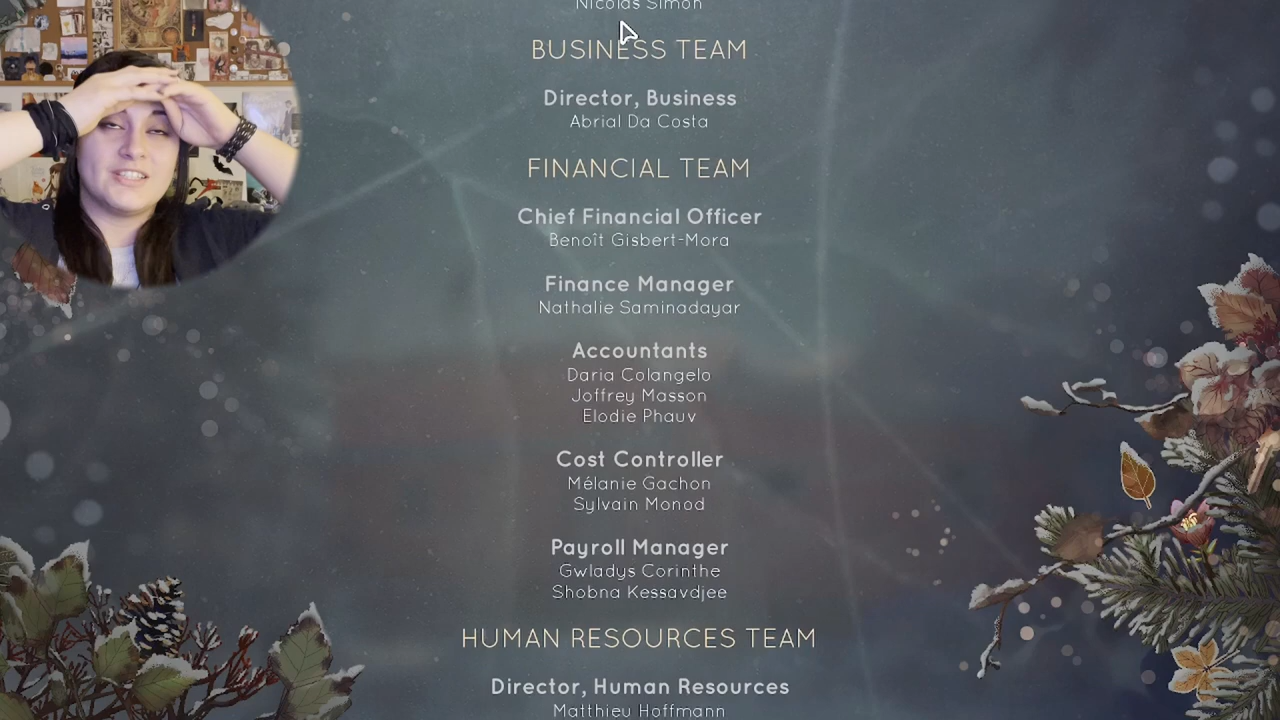 Nicolas Simon
BUSINESS TEAM
Director, Business
Abrial Da Costa
FINANCIAL TEAM
Chief Financial Officer
Benoît Gisbert-Mora
Finance Manager
Nathalie Saminadayar
Accountants
Daria Colangelo
Joffrey Masson
Elodie Phauv
Cost Controller
Mélanie Gachon
Sylvain Monod
Payroll Manager
Gwladys Corinthe
Shobna Kessavdjee
HUMAN RESOURCES TEAM
Director, Human Resources
Matthieu Hoffmann